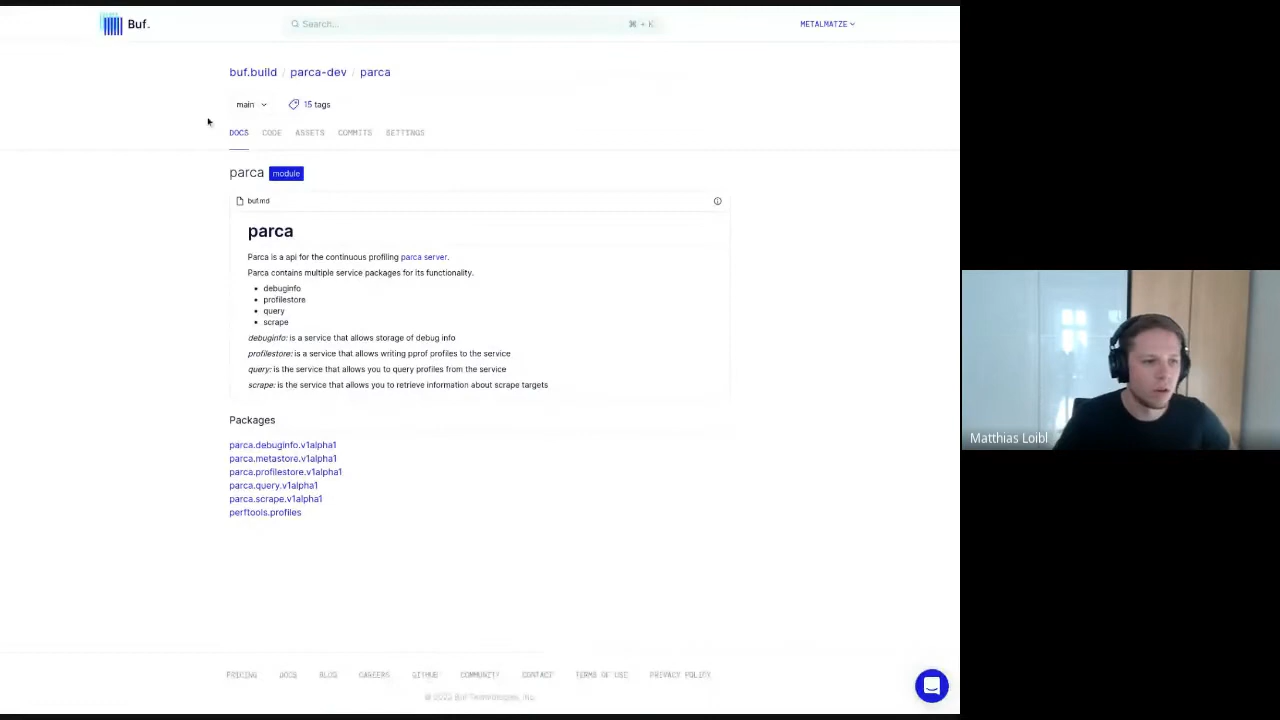 Buf.
Search...
⌘ + K
METALMATZE
buf.build / parca-dev / parca
main
15 tags
DOCS CODE ASSETS COMMITS SETTINGS
parca module
buf.md
parca
Parca is a api for the continuous profiling parca server.
Parca contains multiple service packages for its functionality.
• debuginfo
• profilestore
• query
• scrape
debuginfo: is a service that allows storage of debug info
profilestore: is a service that allows writing pprof profiles to the service
query: is the service that allows you to query profiles from the service
scrape: is the service that allows you to retrieve information about scrape targets
Packages
parca.debuginfo.v1alpha1
parca.metastore.v1alpha1
parca.profilestore.v1alpha1
parca.query.v1alpha1
parca.scrape.v1alpha1
perftools.profiles
PRICING DOCS BLOG CAREERS GITHUB COMMUNITY CONTACT TERMS OF USE PRIVACY POLICY
© 2022 Buf Technologies, Inc.
Matthias Loibl